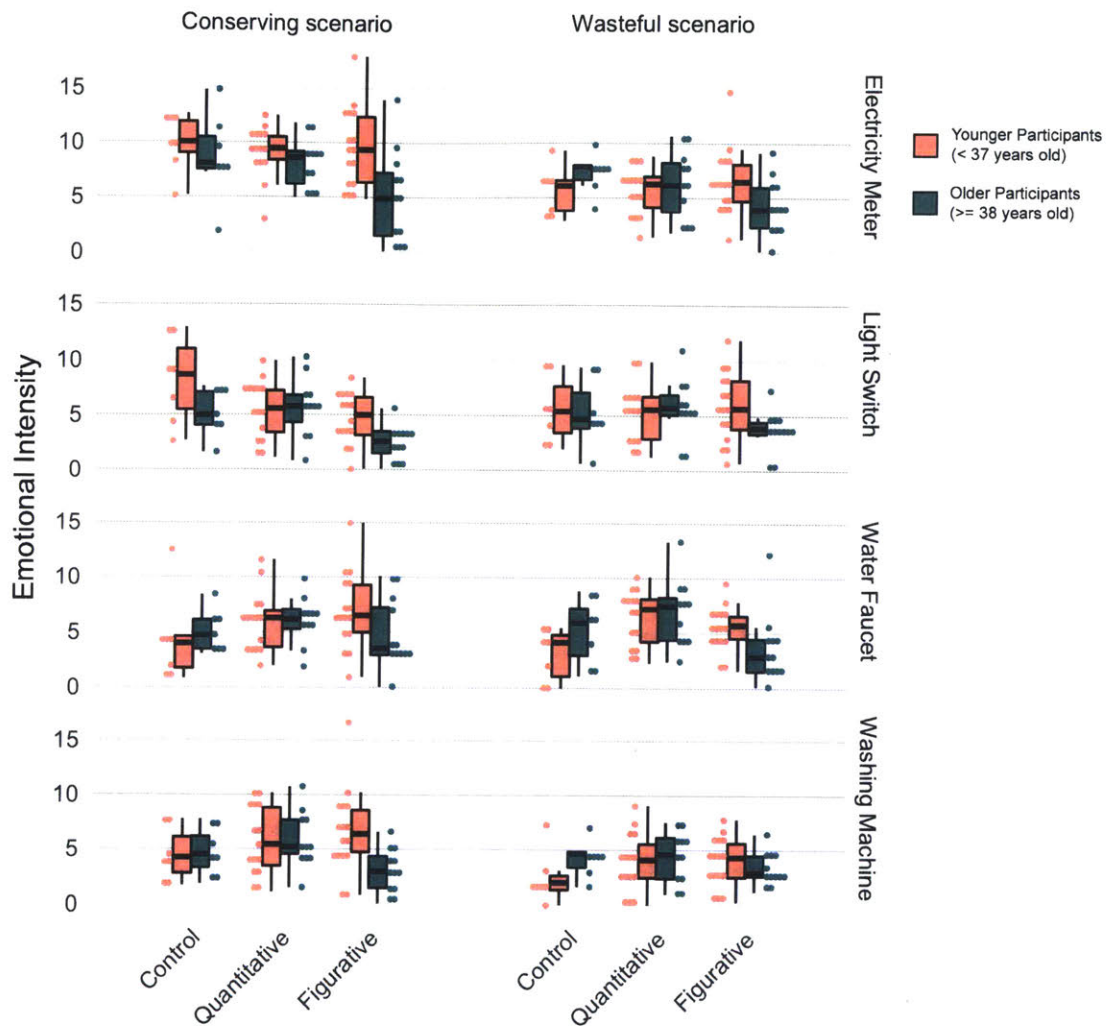 Conserving scenario
Wasteful scenario
Emotional Intensity
15
10
5
0
Electricity Meter
15
10
5
0
Light Switch
15
10
5
0
Water Faucet
15
10
5
0
Washing Machine
Control
Quantitative
Figurative
Control
Quantitative
Figurative
Younger Participants
(< 37 years old)
Older Participants
(>= 38 years old)